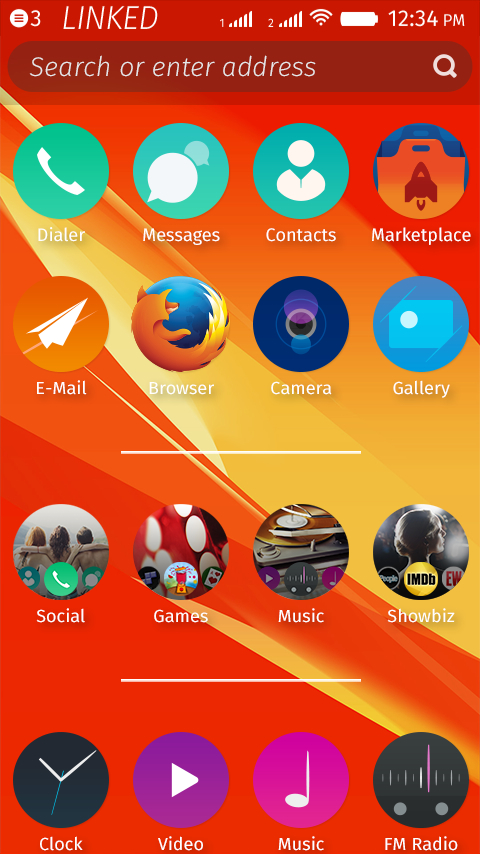 3 LINKED 1 2 12:34 PM
Search or enter address
Dialer Messages Contacts Marketplace
E-Mail Browser Camera Gallery
People IMDb EW
Social Games Music Showbiz
Clock Video Music FM Radio